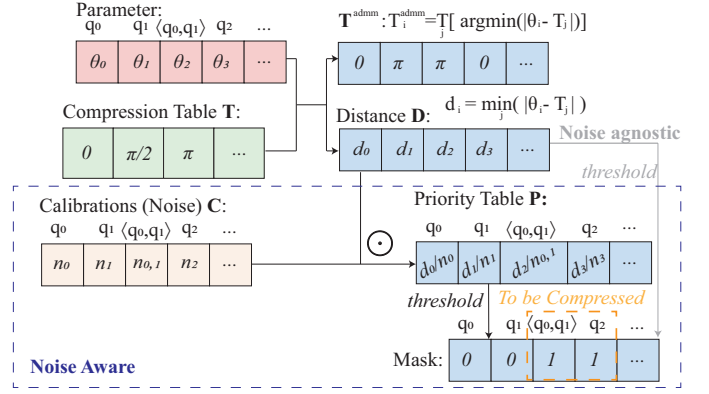 Parameter:
q₀ q₁ ⟨q₀,q₁⟩ q₂ ...
θ₀ θ₁ θ₂ θ₃ ...
T^admm: T_i^admm=T[ argmin_j(|θᵢ- Tⱼ|)]
0 π π 0 ...
Compression Table T:
0 π/2 π ...
Distance D: dᵢ = min_j( |θᵢ- Tⱼ| )
d₀ d₁ d₂ d₃ ...
Noise agnostic
threshold
Calibrations (Noise) C:
q₀ q₁ ⟨q₀,q₁⟩ q₂ ...
n₀ n₁ n₀,₁ n₂ ...
Priority Table P:
q₀ q₁ ⟨q₀,q₁⟩ q₂ ...
d₀/n₀ d₁/n₁ d₂/n₀,₁ d₃/n₃ ...
threshold
To be Compressed
q₀ q₁ ⟨q₀,q₁⟩ q₂ ...
Mask: 0 0 1 1 ...
Noise Aware